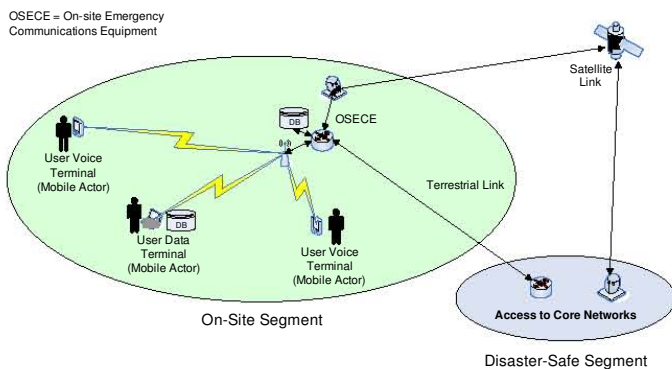 OSECE = On-site Emergency
Communications Equipment
Satellite
Link
DB
OSECE
User Voice
Terminal
(Mobile Actor)
Terrestrial Link
DB
User Data
Terminal
(Mobile Actor)
User Voice
Terminal
(Mobile Actor)
On-Site Segment
Access to Core Networks
Disaster-Safe Segment